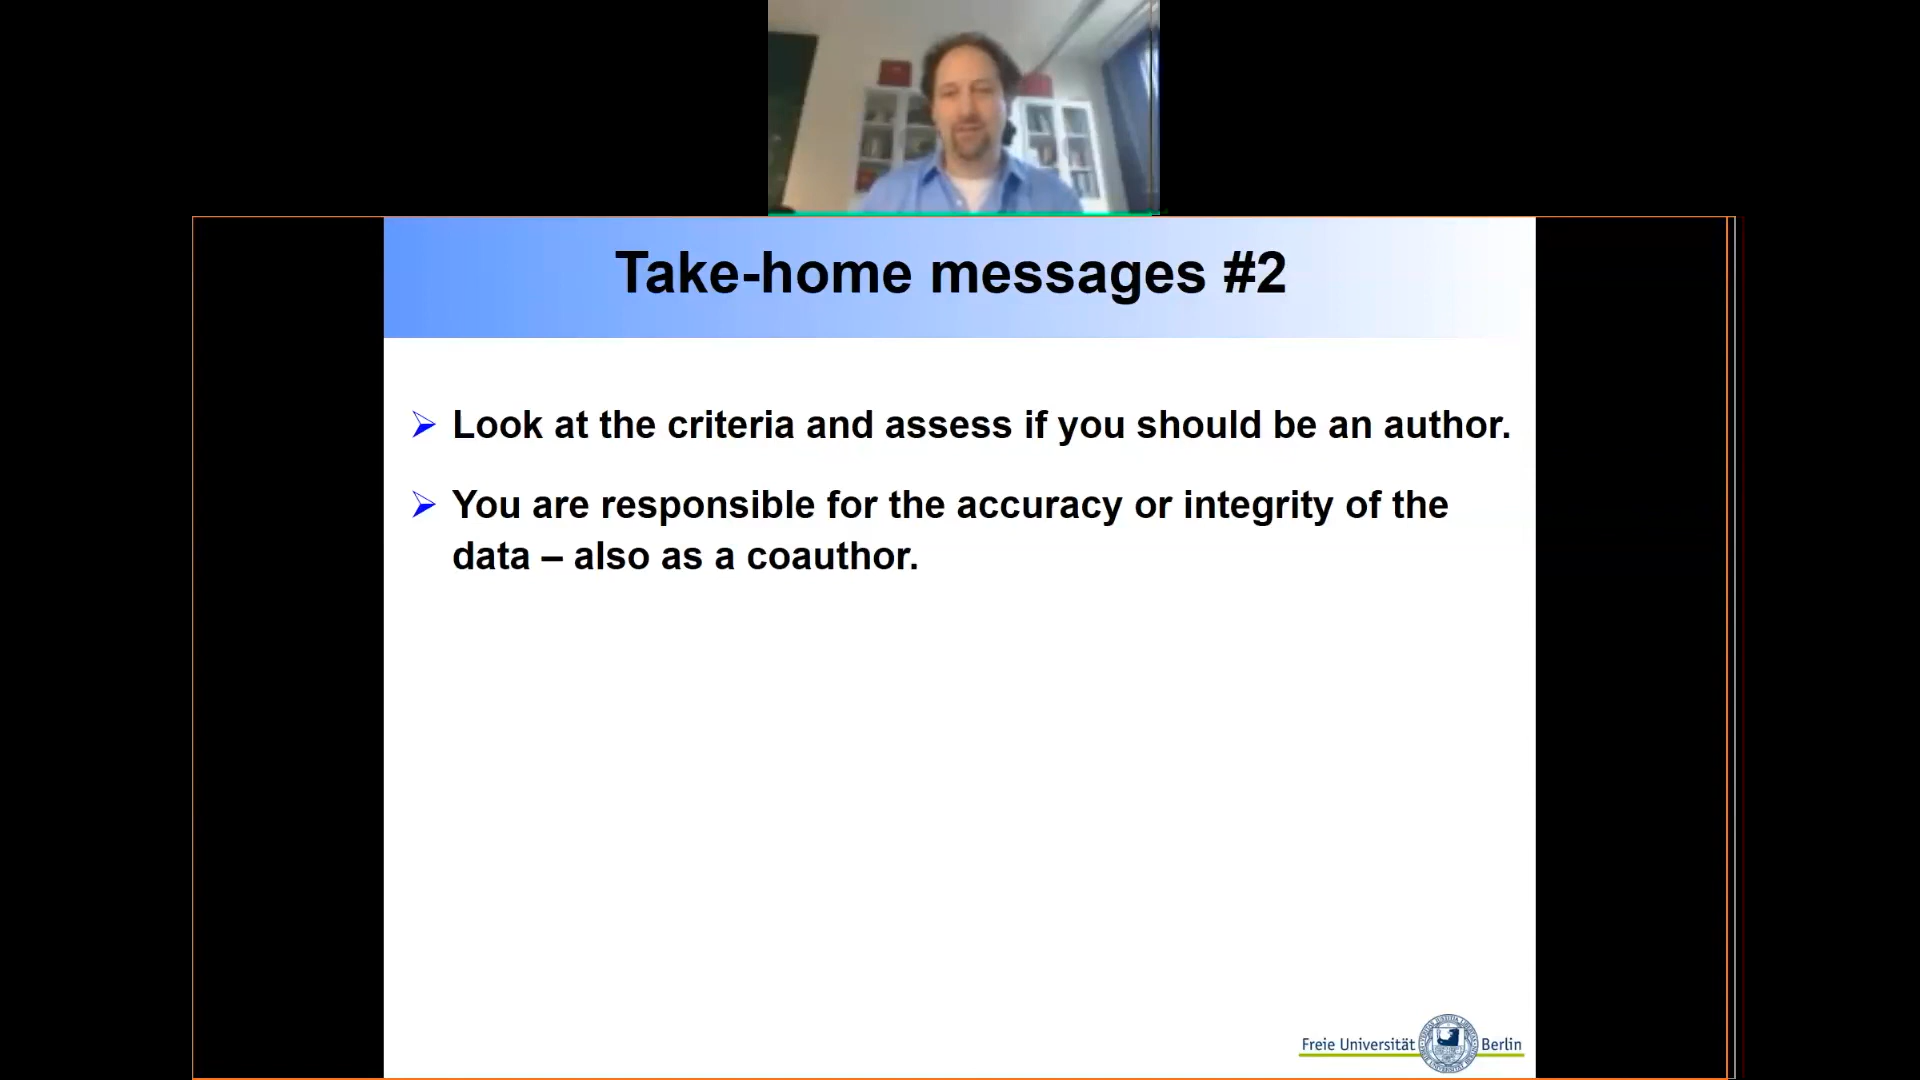 Take-home messages #2
Look at the criteria and assess if you should be an author.
You are responsible for the accuracy or integrity of the
data – also as a coauthor.
Freie Universität Berlin